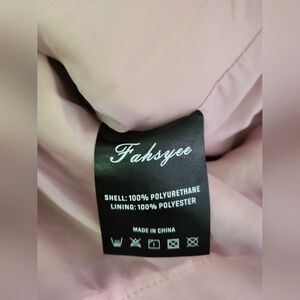 Fahsyee
SHELL: 100% POLYURETHANE
LINING: 100% POLYESTER
MADE IN CHINA